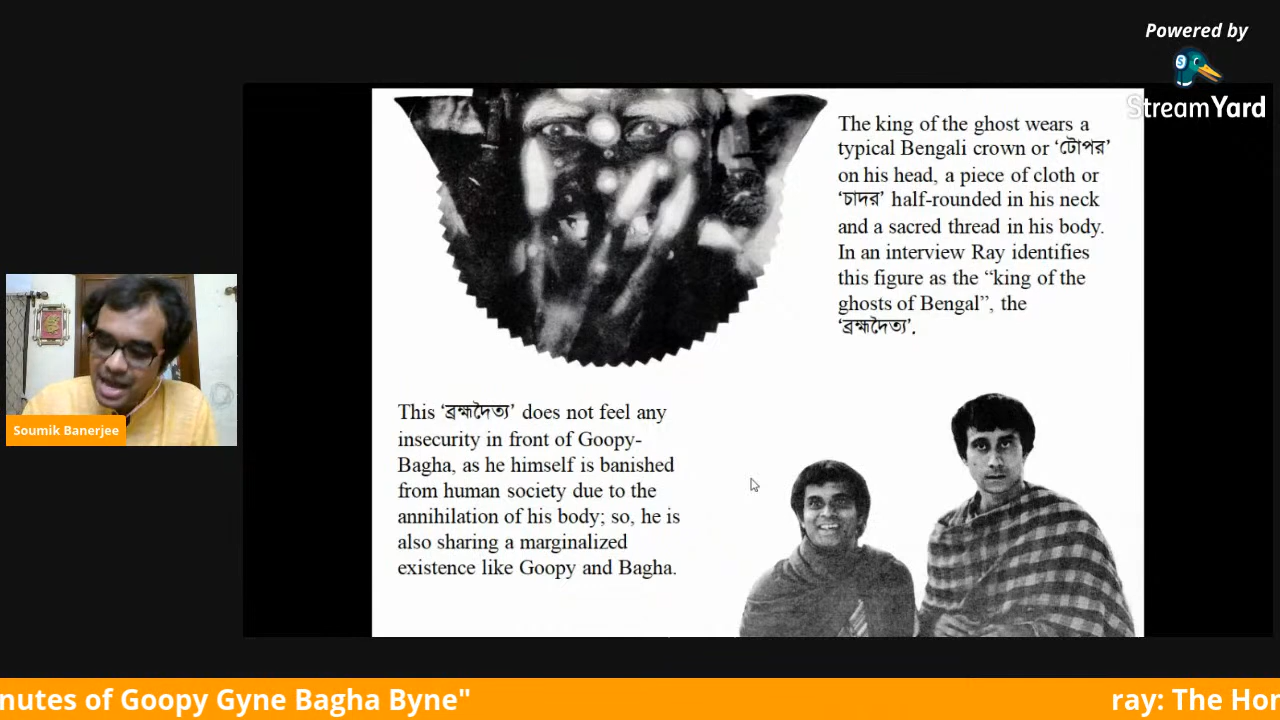 Powered by
StreamYard
The king of the ghost wears a
typical Bengali crown or ‘টোপর’
on his head, a piece of cloth or
‘চাদর’ half-rounded in his neck
and a sacred thread in his body.
In an interview Ray identifies
this figure as the “king of the
ghosts of Bengal”, the
‘ব্রহ্মদৈত্য’.
This ‘ব্রহ্মদৈত্য’ does not feel any
insecurity in front of Goopy-
Bagha, as he himself is banished
from human society due to the
annihilation of his body; so, he is
also sharing a marginalized
existence like Goopy and Bagha.
Soumik Banerjee
nutes of Goopy Gyne Bagha Byne" ray: The Hor